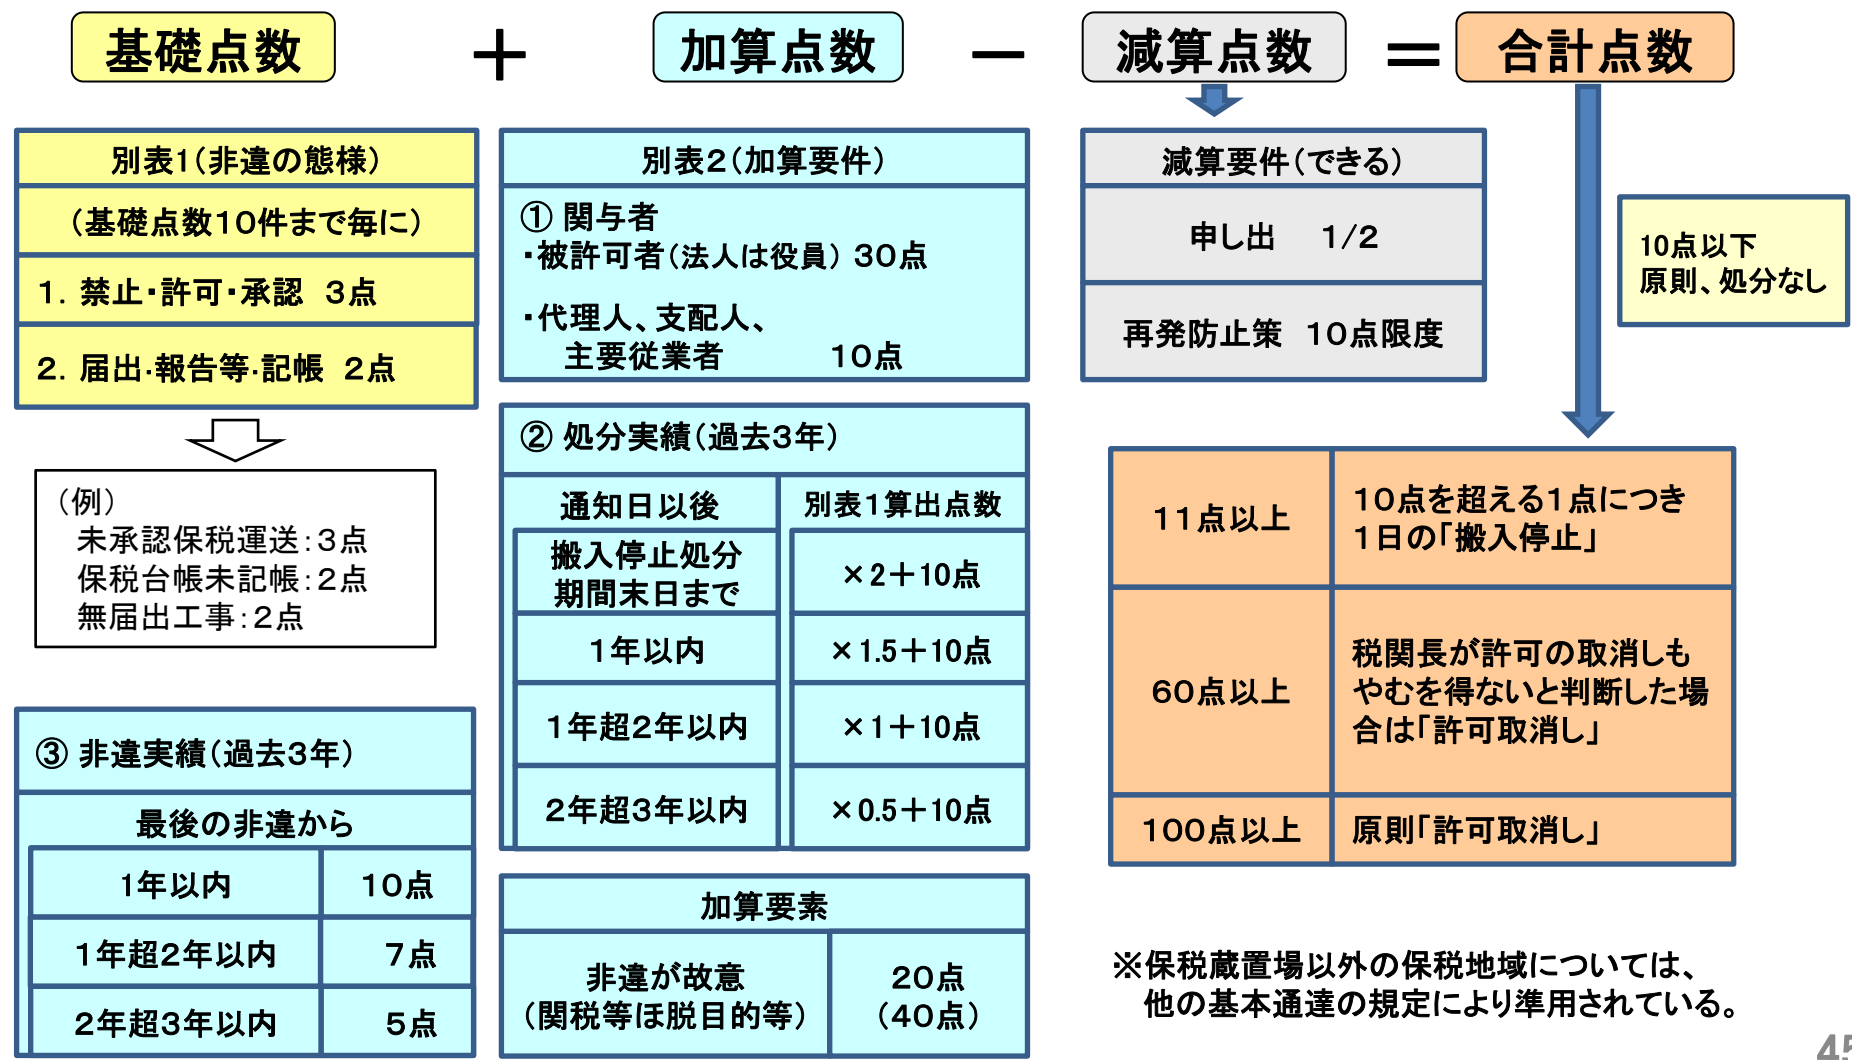 基礎点数 ＋ 加算点数 － 減算点数 ＝ 合計点数
別表１（非違の態様）
（基礎点数１０件まで毎に）
１．禁止・許可・承認　３点
２．届出・報告等・記帳　２点
（例）
未承認保税運送：３点
保税台帳未記帳：２点
無届出工事：２点
③ 非違実績（過去３年）
最後の非違から
１年以内　１０点
１年超２年以内　７点
２年超３年以内　５点
別表２（加算要件）
① 関与者
・被許可者（法人は役員）３０点
・代理人、支配人、
主要従業者　１０点
② 処分実績（過去３年）
通知日以後　別表１算出点数
搬入停止処分
期間末日まで　×２＋10点
１年以内　×1.5＋10点
１年超２年以内　×１＋10点
２年超３年以内　×0.5＋10点
加算要素
非違が故意　２０点
（関税等ほ脱目的等）　（４０点）
減算要件（できる）
申し出　１/２
再発防止策　１０点限度
10点以下
原則、処分なし
１１点以上　１０点を超える１点につき
１日の「搬入停止」
６０点以上　税関長が許可の取消しも
やむを得ないと判断した場
合は「許可取消し」
１００点以上　原則「許可取消し」
※保税蔵置場以外の保税地域については、
他の基本通達の規定により準用されている。
45